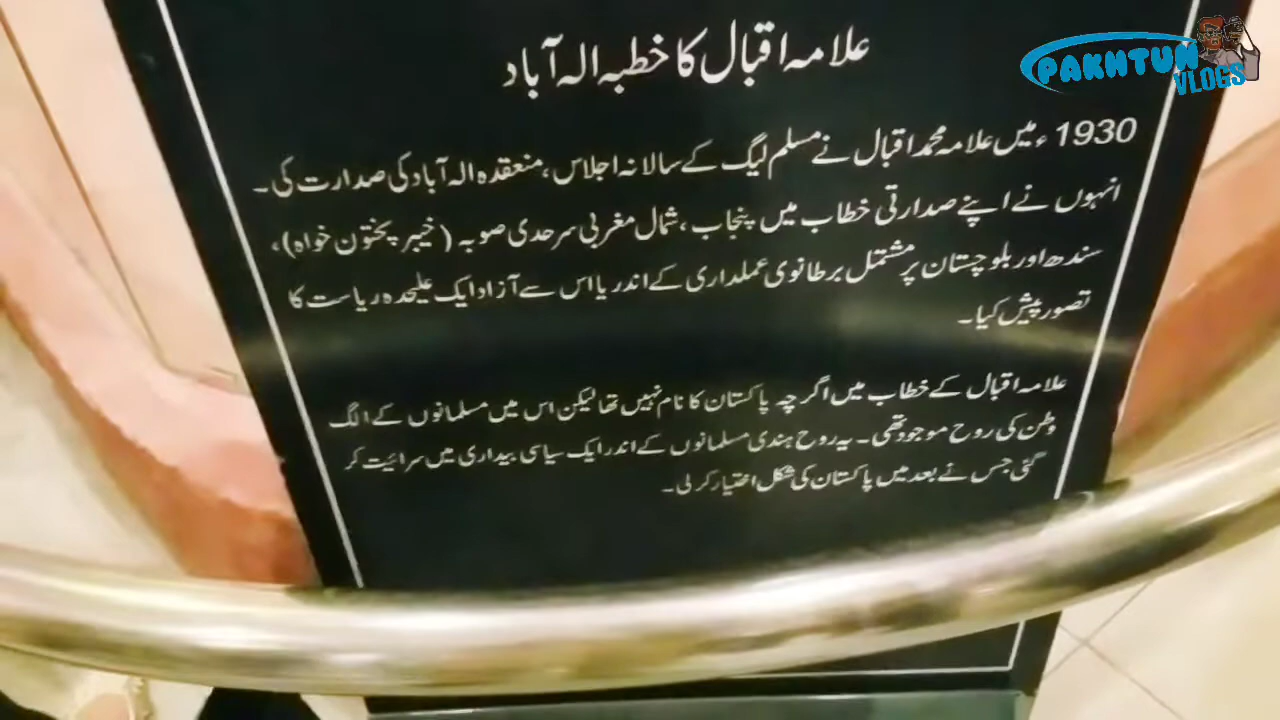 علامہ اقبال کا خطبہ الہ آباد
1930ء میں علامہ محمد اقبال نے مسلم لیگ کے سالانہ اجلاس، منعقدہ الہ آباد کی صدارت کی۔
انہوں نے اپنے صدارتی خطاب میں پنجاب، شمال مغربی سرحدی صوبہ (خیبر پختون خواہ)،
سندھ اور بلوچستان پر مشتمل برطانوی عملداری کے اندر یا اس سے آزاد ایک علیحدہ ریاست کا
تصور پیش کیا۔
علامہ اقبال کے خطاب میں اگرچہ پاکستان کا نام نہیں تھا لیکن اس میں مسلمانوں کے الگ
وطن کی روح موجود تھی۔ یہ روح ہندی مسلمانوں کے اندر ایک سیاسی بیداری میں سرائیت کر
گئی جس نے بعد میں پاکستان کی شکل اختیار کر لی۔
PAKHTUN
VLOGS